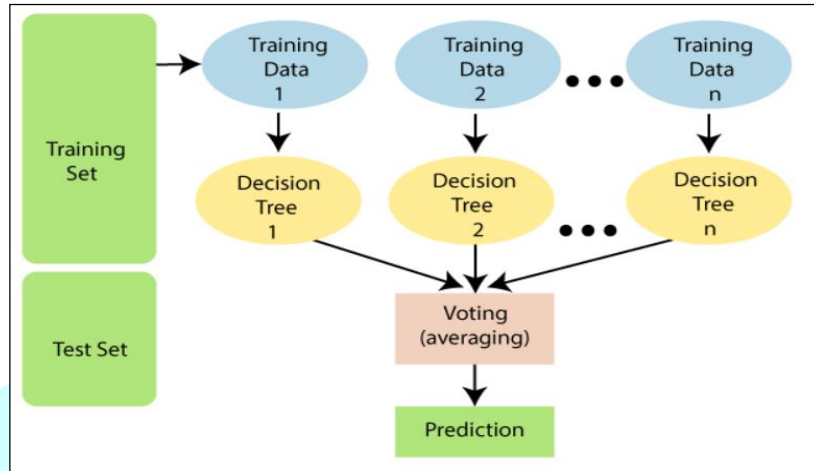 Training
Set
Test Set
Training
Data
1
Training
Data
2
Training
Data
n
Decision
Tree
1
Decision
Tree
2
Decision
Tree
n
Voting
(averaging)
Prediction